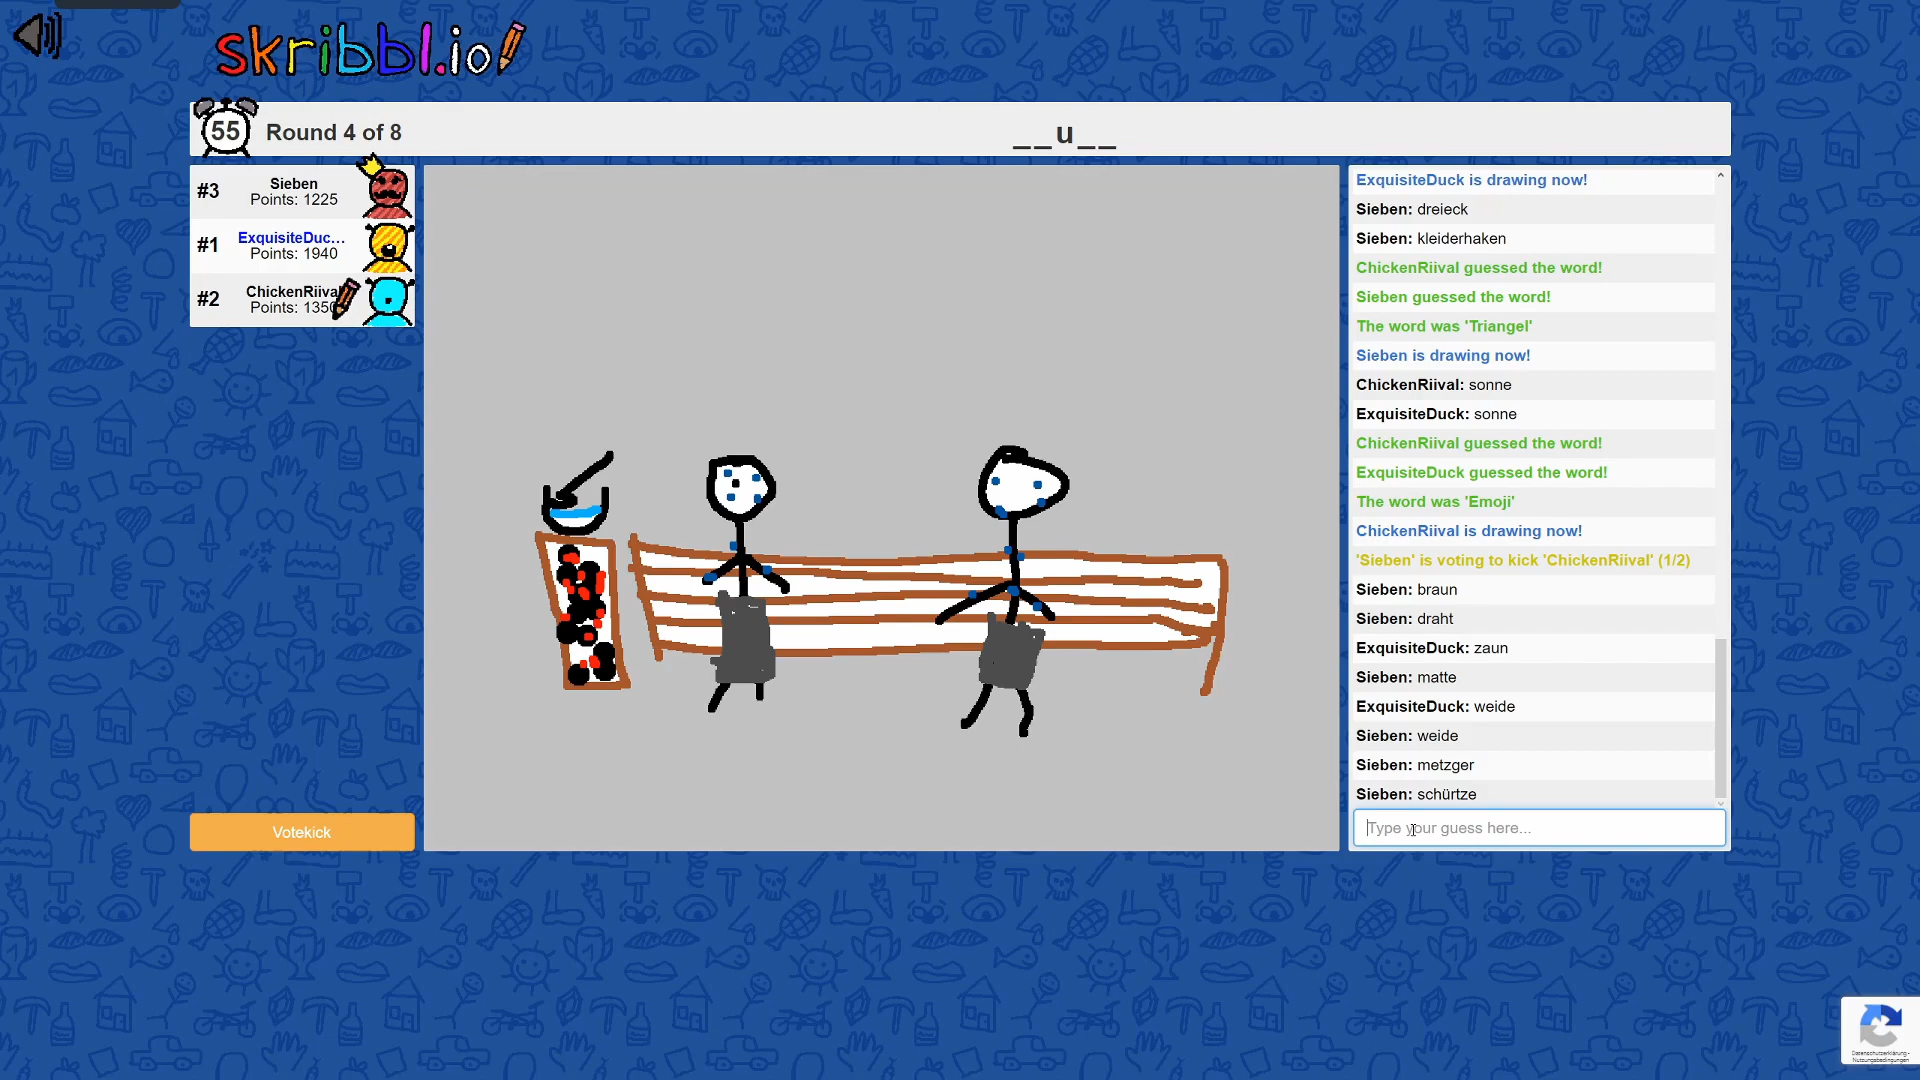 skribbl.io
55
Round 4 of 8
__u__
#3
Sieben
Points: 1225
#1
ExquisiteDuc...
Points: 1940
#2
ChickenRiival
Points: 1350
Votekick
ExquisiteDuck is drawing now!
Sieben: dreieck
Sieben: kleiderhaken
ChickenRiival guessed the word!
Sieben guessed the word!
The word was 'Triangel'
Sieben is drawing now!
ChickenRiival: sonne
ExquisiteDuck: sonne
ChickenRiival guessed the word!
ExquisiteDuck guessed the word!
The word was 'Emoji'
ChickenRiival is drawing now!
'Sieben' is voting to kick 'ChickenRiival' (1/2)
Sieben: braun
Sieben: draht
ExquisiteDuck: zaun
Sieben: matte
ExquisiteDuck: weide
Sieben: weide
Sieben: metzger
Sieben: schürtze
Type your guess here...
Datenschutzerklärung -
Nutzungsbedingungen